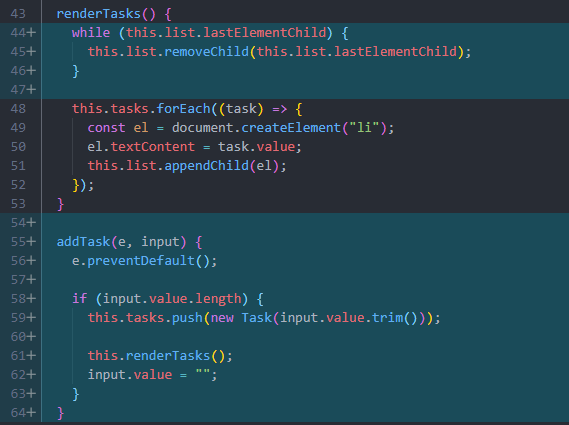 43 renderTasks() {
44+ while (this.list.lastElementChild) {
45+ this.list.removeChild(this.list.lastElementChild);
46+ }
47+
48 this.tasks.forEach((task) => {
49 const el = document.createElement("li");
50 el.textContent = task.value;
51 this.list.appendChild(el);
52 });
53 }
54+
55+ addTask(e, input) {
56+ e.preventDefault();
57+
58+ if (input.value.length) {
59+ this.tasks.push(new Task(input.value.trim()));
60+
61+ this.renderTasks();
62+ input.value = "";
63+ }
64+ }